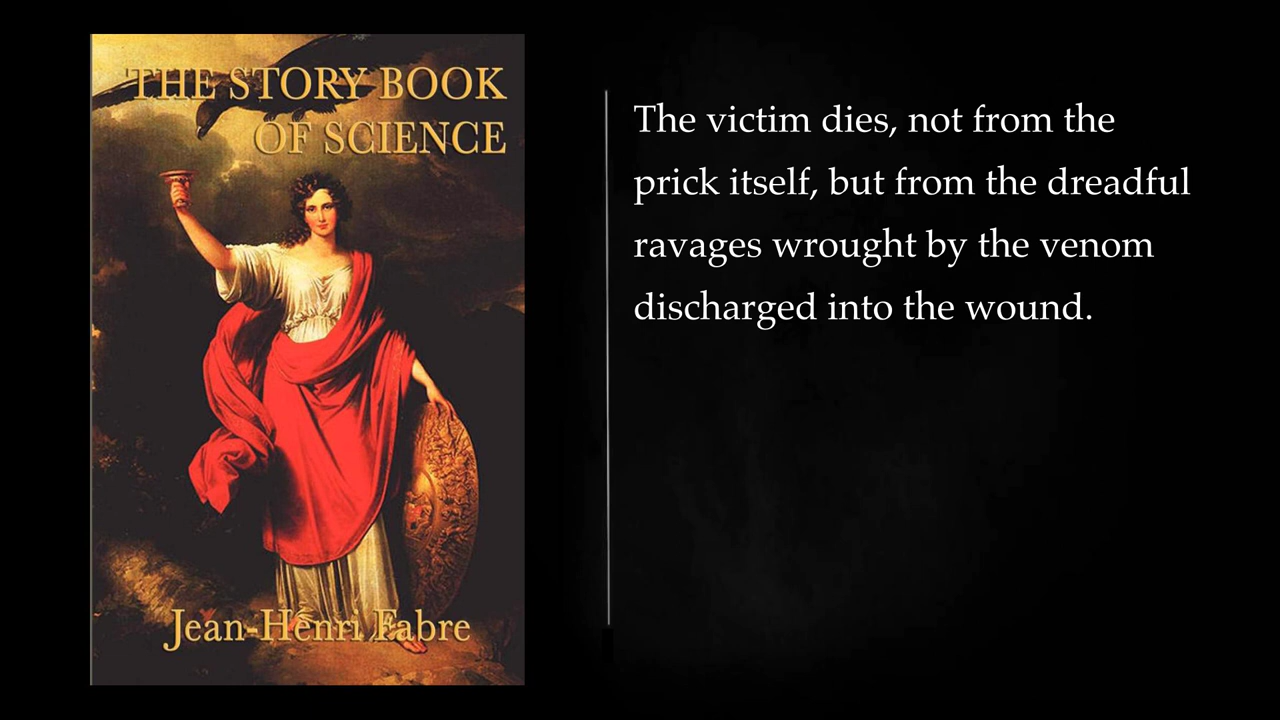 THE STORY BOOK
OF SCIENCE
Jean-Henri Fabre
The victim dies, not from the
prick itself, but from the dreadful
ravages wrought by the venom
discharged into the wound.